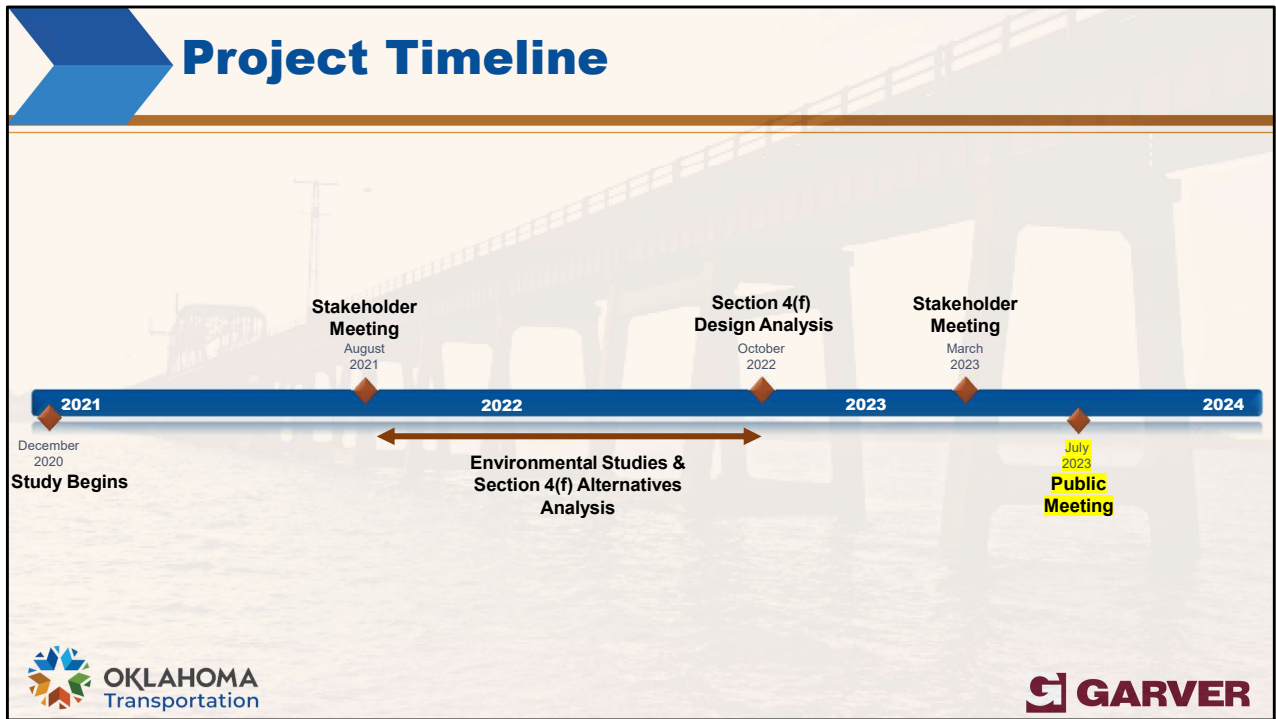 Project Timeline
Stakeholder
Meeting
August
2021
Section 4(f)
Design Analysis
October
2022
Stakeholder
Meeting
March
2023
2021
2022
2023
2024
December
2020
Study Begins
Environmental Studies &
Section 4(f) Alternatives
Analysis
July
2023
Public
Meeting
OKLAHOMA
Transportation
GARVER